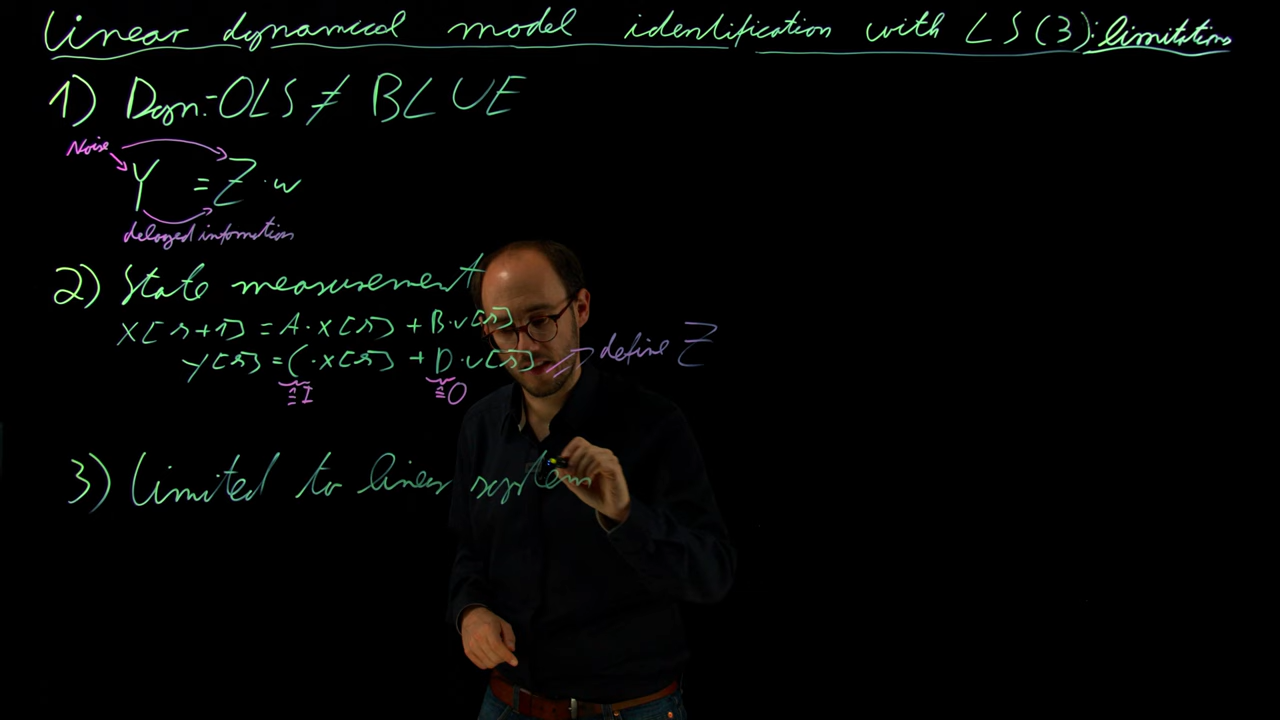 Linear dynamical model identification with LS (3): limitations
1) Dyn.-OLS ≠ BLUE
Noise
Y = Z · w
delayed information
2) State measurement
x[k+1] = A · x[k] + B · u[k]
y[k] = C · x[k] + D · u[k] ⇒ define Z
≙ I ≙ 0
3) Limited to linear systems